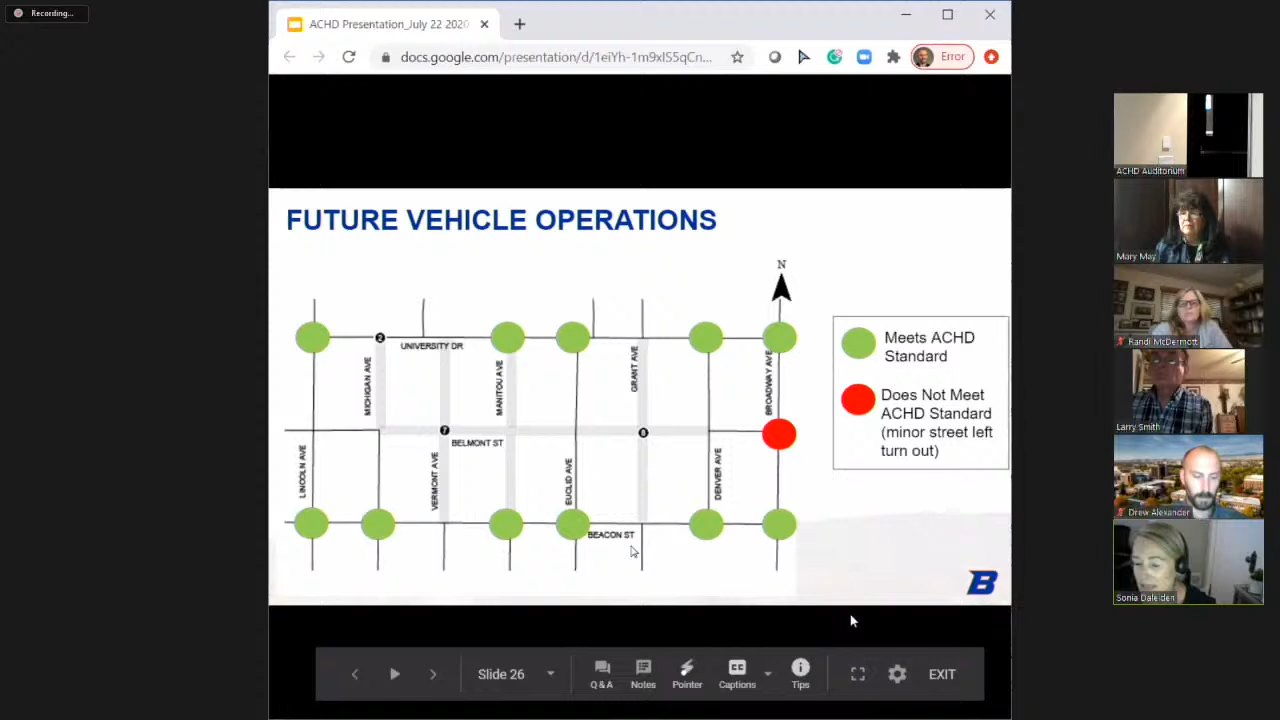 Recording...
ACHD Presentation_July 22 2020
docs.google.com/presentation/d/1eiYh-1m9xIS5qCn...
Error
FUTURE VEHICLE OPERATIONS
N
UNIVERSITY DR
MICHIGAN AVE
MANITOU AVE
GRANT AVE
BROADWAY AVE
2
7
8
BELMONT ST
LINCOLN AVE
VERMONT AVE
EUCLID AVE
DENVER AVE
BEACON ST
Meets ACHD
Standard
Does Not Meet
ACHD Standard
(minor street left
turn out)
B
Slide 26
Q & A
Notes
Pointer
CC
Captions
Tips
EXIT
ACHD Auditorium
Mary May
Randi McDermott
Larry Smith
Drew Alexander
Sonia Daleiden